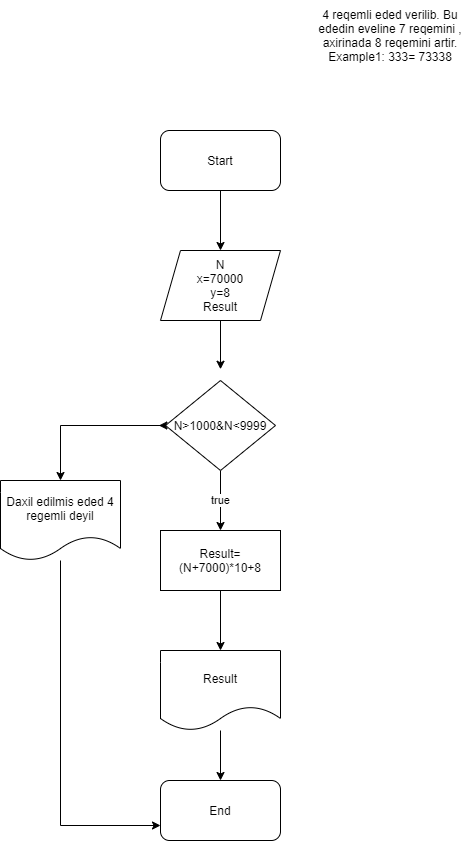 4 reqemli eded verilib. Bu
ededin eveline 7 reqemini ,
axirinada 8 reqemini artir.
Example1: 333= 73338
Start
N
x=70000
y=8
Result
N>1000&N<9999
Daxil edilmis eded 4
regemli deyil
true
Result=
(N+7000)*10+8
Result
End